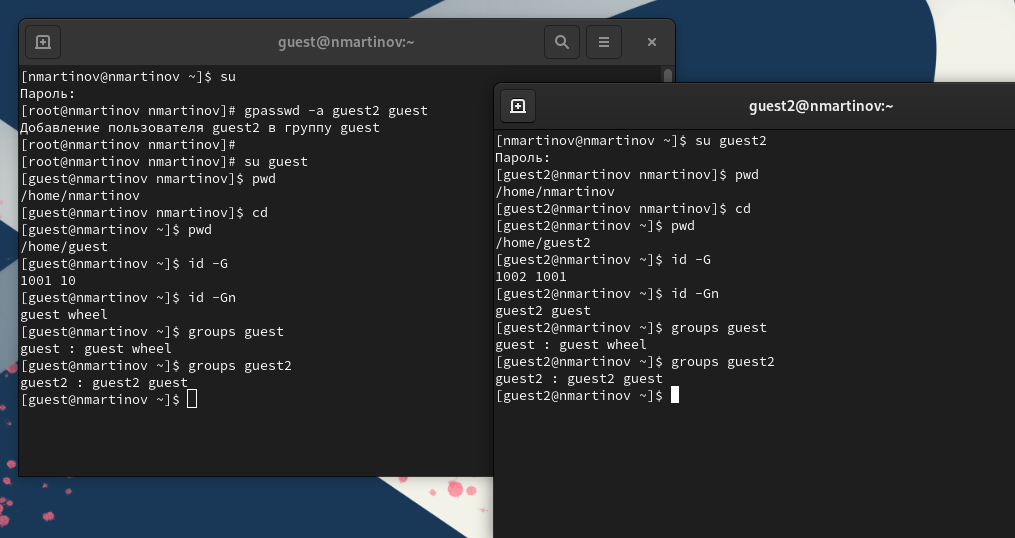 guest@nmartinov:~
[nmartinov@nmartinov ~]$ su
Пароль:
[root@nmartinov nmartinov]# gpasswd -a guest2 guest
Добавление пользователя guest2 в группу guest
[root@nmartinov nmartinov]#
[root@nmartinov nmartinov]# su guest
[guest@nmartinov nmartinov]$ pwd
/home/nmartinov
[guest@nmartinov nmartinov]$ cd
[guest@nmartinov ~]$ pwd
/home/guest
[guest@nmartinov ~]$ id -G
1001 10
[guest@nmartinov ~]$ id -Gn
guest wheel
[guest@nmartinov ~]$ groups guest
guest : guest wheel
[guest@nmartinov ~]$ groups guest2
guest2 : guest2 guest
[guest@nmartinov ~]$
guest2@nmartinov:~
[nmartinov@nmartinov ~]$ su guest2
Пароль:
[guest2@nmartinov nmartinov]$ pwd
/home/nmartinov
[guest2@nmartinov nmartinov]$ cd
[guest2@nmartinov ~]$ pwd
/home/guest2
[guest2@nmartinov ~]$ id -G
1002 1001
[guest2@nmartinov ~]$ id -Gn
guest2 guest
[guest2@nmartinov ~]$ groups guest
guest : guest wheel
[guest2@nmartinov ~]$ groups guest2
guest2 : guest2 guest
[guest2@nmartinov ~]$